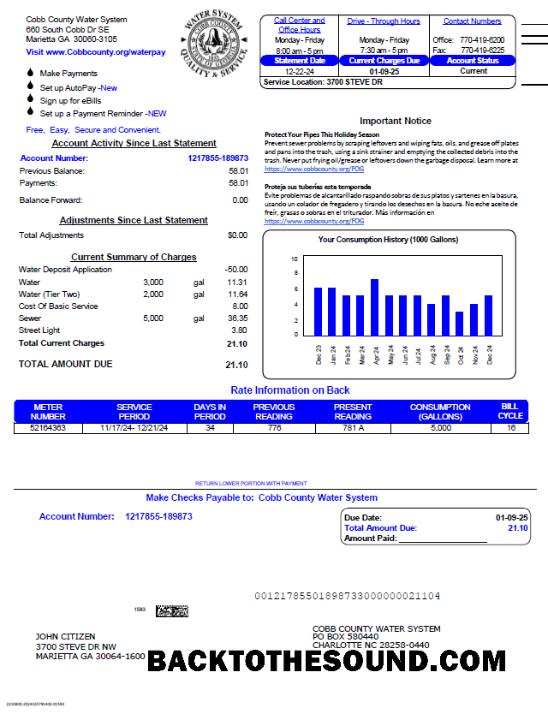 Cobb County Water System
660 South Cobb Dr SE
Marietta GA 30060-3105
Visit www.Cobbcounty.org/waterpay
Make Payments
Set up AutoPay -New
Sign up for eBills
Set up a Payment Reminder -NEW
Free, Easy, Secure and Convenient.
WATER SYSTEM
QUALITY & SERVICE
Call Center and Office Hours
Monday - Friday
8:00 am - 5 pm
Drive - Through Hours
Monday - Friday
7:30 am - 5 pm
Contact Numbers
Office: 770-419-6200
Fax: 770-419-6225
Statement Date Current Charges Due Account Status
12-22-24 01-09-25 Current
Service Location: 3700 STEVE DR
Account Activity Since Last Statement
Account Number: 1217855-189873
Previous Balance: 58.01
Payments: 58.01
Balance Forward: 0.00
Adjustments Since Last Statement
Total Adjustments $0.00
Current Summary of Charges
Water Deposit Application -50.00
Water 3,000 gal 11.31
Water (Tier Two) 2,000 gal 11.64
Cost Of Basic Service 8.00
Sewer 5,000 gal 36.35
Street Light 3.80
Total Current Charges 21.10
TOTAL AMOUNT DUE 21.10
Important Notice
Protect Your Pipes This Holiday Season
Prevent sewer problems by scraping leftovers and wiping fats, oils, and grease off plates
and pans into the trash, using a sink strainer and emptying the collected debris into the
trash. Never put frying oil/grease or leftovers down the garbage disposal. Learn more at
https://www.cobbcounty.org/FOG
Proteja sus tuberías este temporada
Evite problemas de alcantarillado raspando sobras de sus platos y sartenes en la basura,
usando un colador de fregadero y tirando los desechos en la basura. No eche aceite de
freír, grasas o sobras en el triturador. Más información en
https://www.cobbcounty.org/FOG
Your Consumption History (1000 Gallons)
10
8
6
4
2
0
Dec 23 Jan 24 Feb 24 Mar 24 Apr 24 May 24 Jun 24 Jul 24 Aug 24 Sep 24 Oct 24 Nov 24 Dec 24
Rate Information on Back
METER NUMBER SERVICE PERIOD DAYS IN PERIOD PREVIOUS READING PRESENT READING CONSUMPTION (GALLONS) BILL CYCLE
52164363 11/17/24- 12/21/24 34 776 781 A 5,000 16
RETURN LOWER PORTION WITH PAYMENT
Make Checks Payable to: Cobb County Water System
Account Number: 1217855-189873
Due Date: 01-09-25
Total Amount Due: 21.10
Amount Paid:
1593
JOHN CITIZEN
3700 STEVE DR NW
MARIETTA GA 30064-1600
COBB COUNTY WATER SYSTEM
PO BOX 580440
CHARLOTTE NC 28258-0440
BACKTOTHESOUND.COM